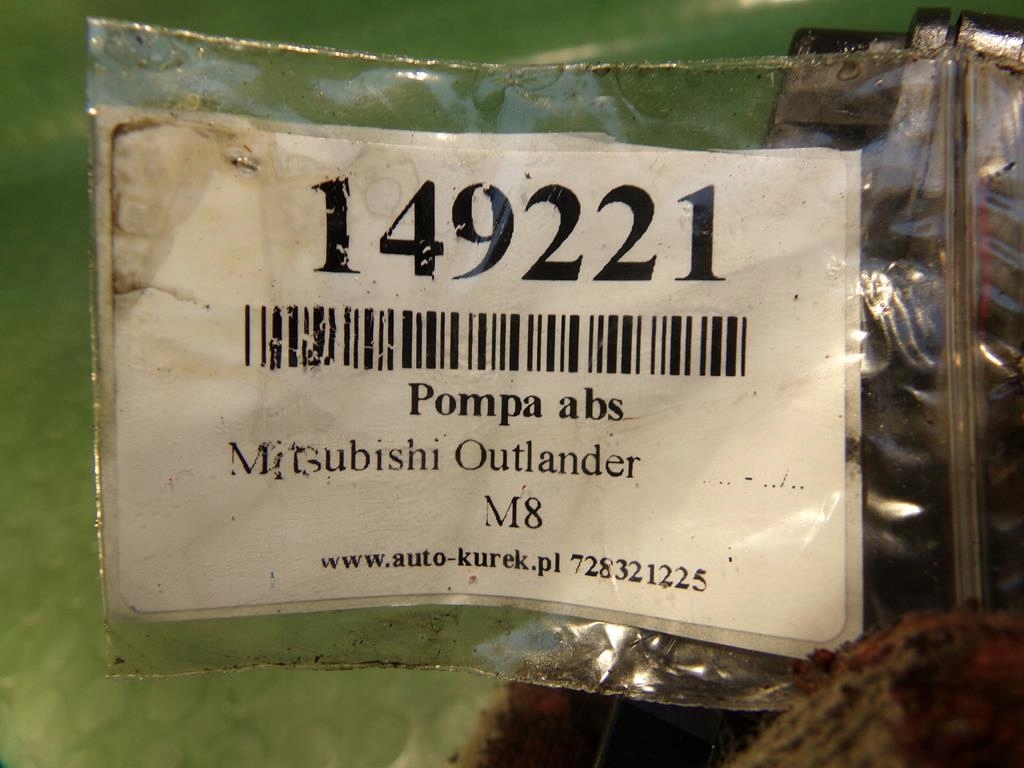 149221
Pompa abs
Mitsubishi Outlander .... - ../..
M8
www.auto-kurek.pl 728321225